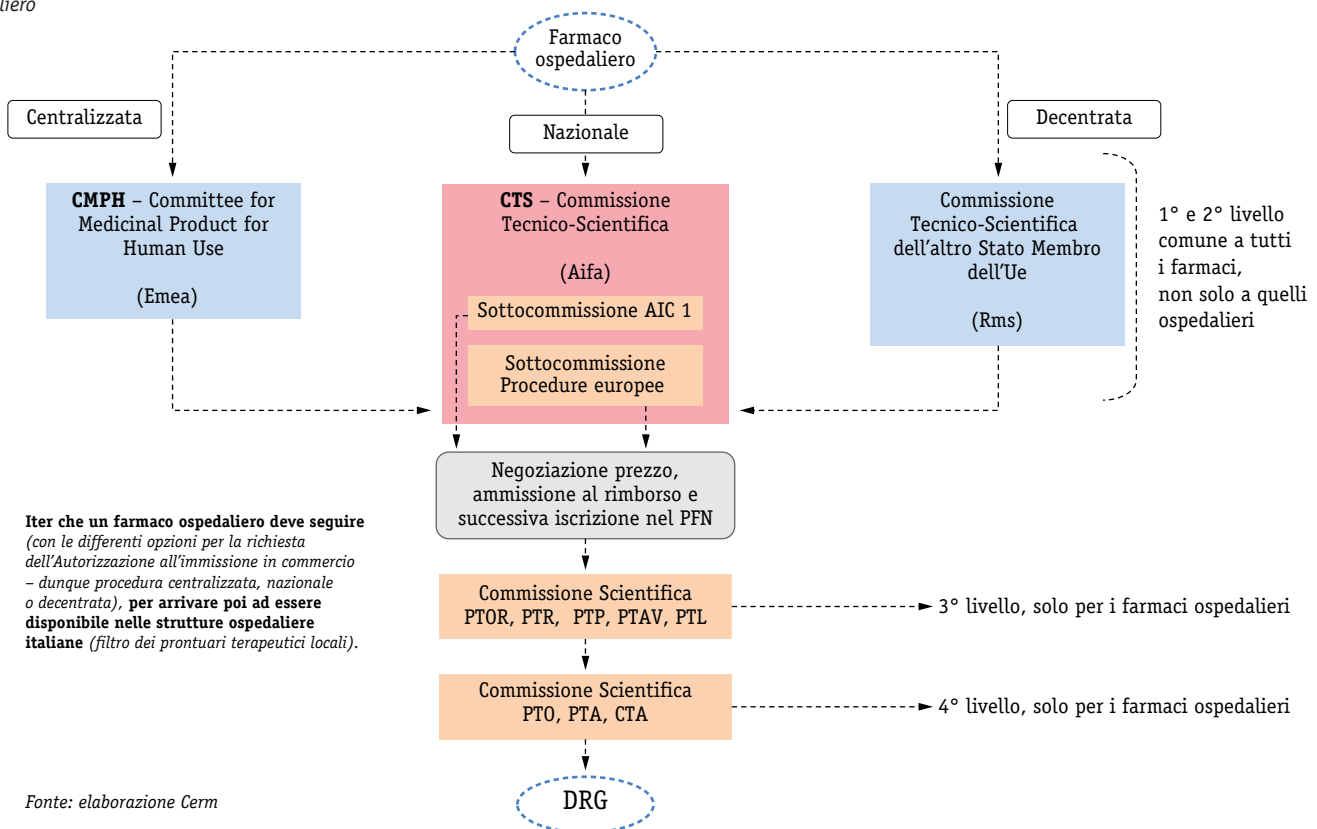 liero
Farmaco
ospedaliero
Centralizzata
Nazionale
Decentrata
CMPH – Committee for
Medicinal Product for
Human Use
(Emea)
CTS – Commissione
Tecnico-Scientifica
(Aifa)
Sottocommissione AIC 1
Sottocommissione
Procedure europee
Commissione
Tecnico-Scientifica
dell'altro Stato Membro
dell'Ue
(Rms)
1° e 2° livello
comune a tutti
i farmaci,
non solo a quelli
ospedalieri
Negoziazione prezzo,
ammissione al rimborso e
successiva iscrizione nel PFN
Iter che un farmaco ospedaliero deve seguire
(con le differenti opzioni per la richiesta
dell'Autorizzazione all'immissione in commercio
– dunque procedura centralizzata, nazionale
o decentrata), per arrivare poi ad essere
disponibile nelle strutture ospedaliere
italiane (filtro dei prontuari terapeutici locali).
Commissione Scientifica
PTOR, PTR, PTP, PTAV, PTL
3° livello, solo per i farmaci ospedalieri
Commissione Scientifica
PTO, PTA, CTA
4° livello, solo per i farmaci ospedalieri
DRG
Fonte: elaborazione Cerm